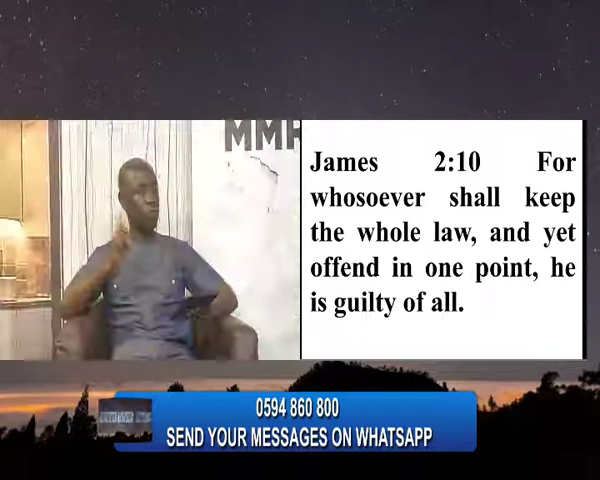 MMR
James 2:10 For
whosoever shall keep
the whole law, and yet
offend in one point, he
is guilty of all.
0594 860 800
SEND YOUR MESSAGES ON WHATSAPP